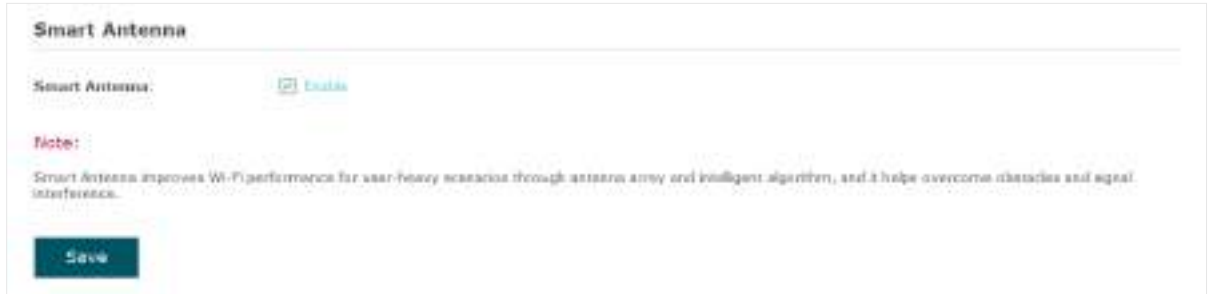 Smart Antenna
Smart Antenna:
Enable
Note:
Smart Antenna improves Wi-Fi performance for user-heavy scenarios through antenna array and intelligent algorithm, and it helps overcome obstacles and signal
interference.
Save